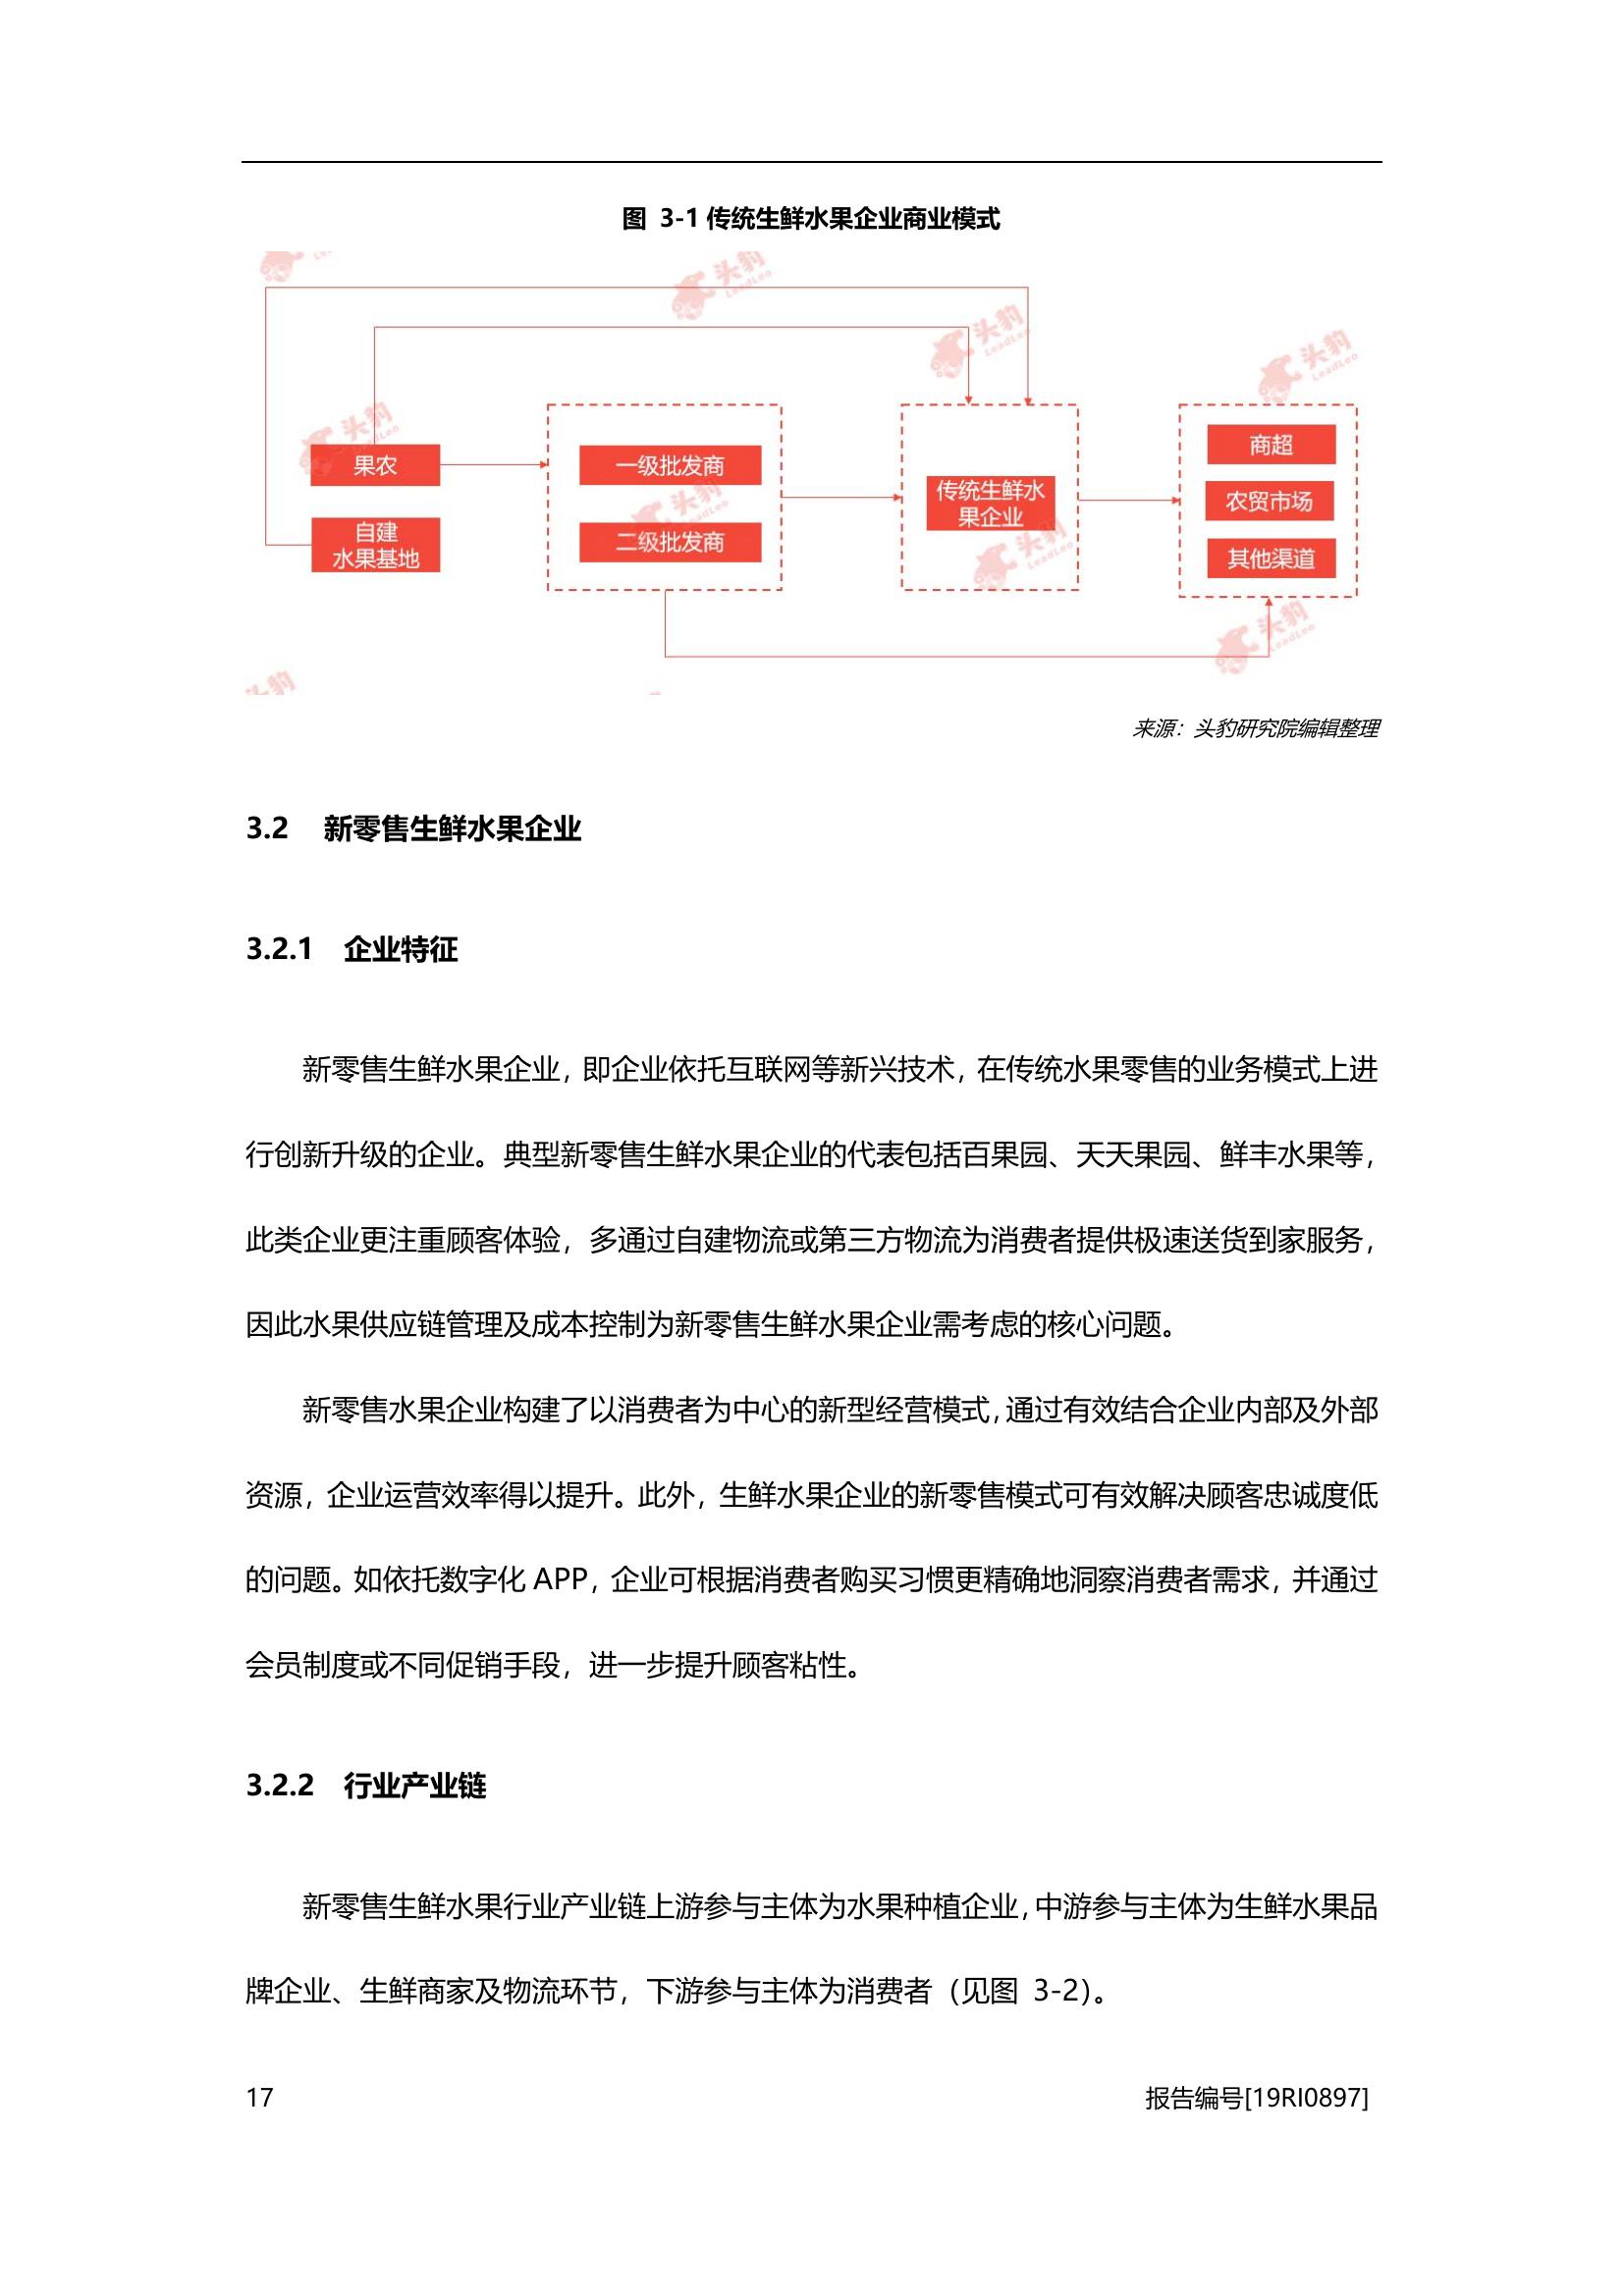 图 3-1 传统生鲜水果企业商业模式
头豹
LeadLeo
头豹
LeadLeo
头豹
LeadLeo
头豹
果农
一级批发商
商超
传统生鲜水
果企业
农贸市场
头豹
自建
水果基地
二级批发商
其他渠道
头豹
头豹
LeadLeo
头豹
来源：头豹研究院编辑整理
3.2 新零售生鲜水果企业
3.2.1 企业特征
新零售生鲜水果企业，即企业依托互联网等新兴技术，在传统水果零售的业务模式上进
行创新升级的企业。典型新零售生鲜水果企业的代表包括百果园、天天果园、鲜丰水果等，
此类企业更注重顾客体验，多通过自建物流或第三方物流为消费者提供极速送货到家服务，
因此水果供应链管理及成本控制为新零售生鲜水果企业需考虑的核心问题。
新零售水果企业构建了以消费者为中心的新型经营模式，通过有效结合企业内部及外部
资源，企业运营效率得以提升。此外，生鲜水果企业的新零售模式可有效解决顾客忠诚度低
的问题。如依托数字化 APP，企业可根据消费者购买习惯更精确地洞察消费者需求，并通过
会员制度或不同促销手段，进一步提升顾客粘性。
3.2.2 行业产业链
新零售生鲜水果行业产业链上游参与主体为水果种植企业，中游参与主体为生鲜水果品
牌企业、生鲜商家及物流环节，下游参与主体为消费者（见图 3-2）。
17
报告编号[19RI0897]